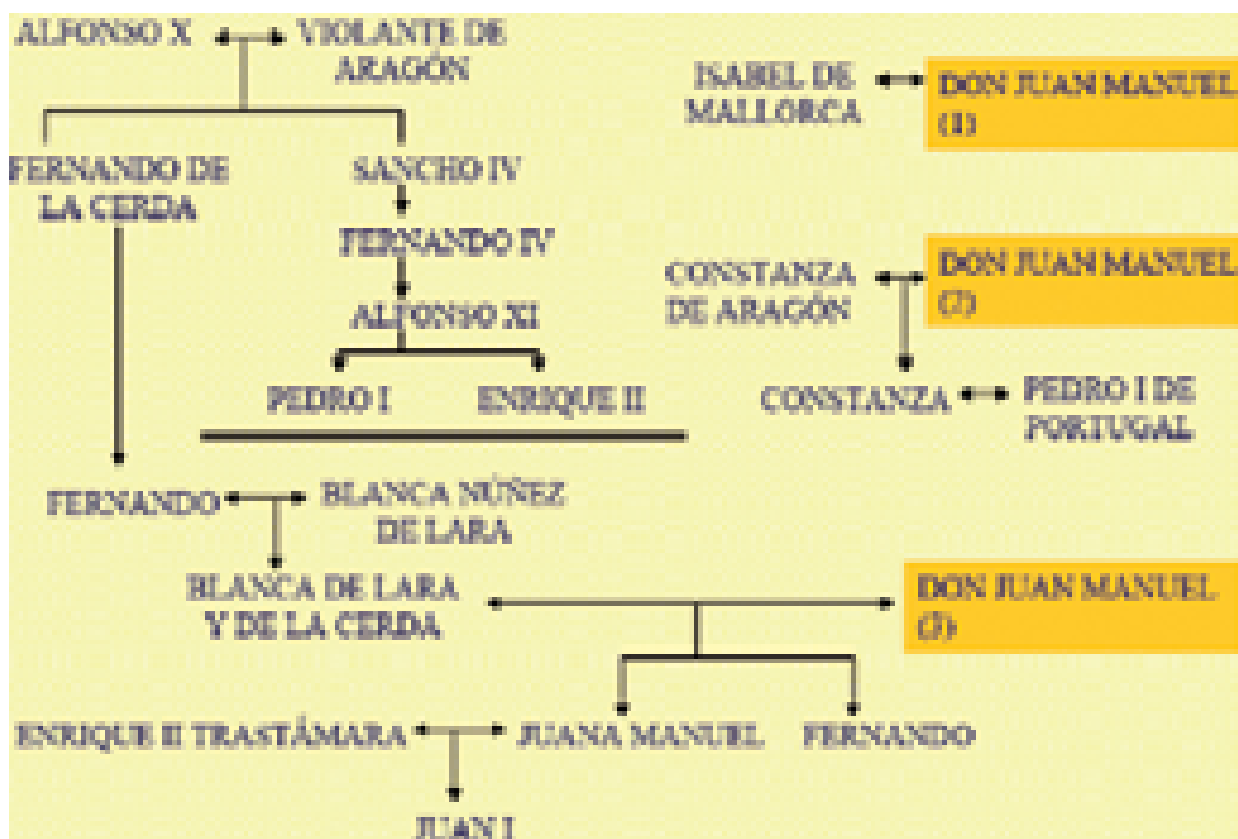 ALFONSO X
VIOLANTE DE
ARAGÓN
ISABEL DE
MALLORCA
DON JUAN MANUEL
(1)
FERNANDO DE
LA CERDA
SANCHO IV
FERNANDO IV
CONSTANZA
DE ARAGÓN
DON JUAN MANUEL
(2)
ALFONSO XI
PEDRO I
ENRIQUE II
CONSTANZA
PEDRO I DE
PORTUGAL
FERNANDO
BLANCA NÚÑEZ
DE LARA
BLANCA DE LARA
Y DE LA CERDA
DON JUAN MANUEL
(3)
ENRIQUE II TRASTÁMARA
JUANA MANUEL
FERNANDO
JUAN I